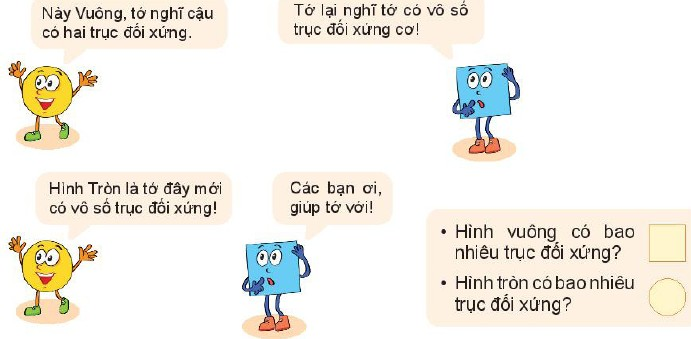 Này Vuông, tớ nghĩ cậu
có hai trục đối xứng.
Tớ lại nghĩ tớ có vô số
trục đối xứng cơ!
Hình Tròn là tớ đây mới
có vô số trục đối xứng!
Các bạn ơi,
giúp tớ với!
• Hình vuông có bao
nhiêu trục đối xứng?
• Hình tròn có bao nhiêu
trục đối xứng?